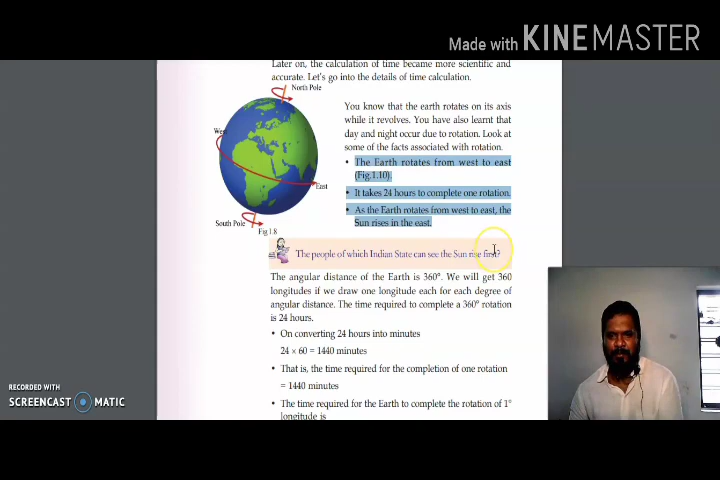 Made with KINEMASTER
Later on, the calculation of time became more scientific and
accurate. Let's go into the details of time calculation.
North Pole
You know that the earth rotates on its axis
while it revolves. You have also learnt that
day and night occur due to rotation. Look at
some of the facts associated with rotation.
West
• The Earth rotates from west to east
(Fig.1.10).
East
• It takes 24 hours to complete one rotation.
• As the Earth rotates from west to east, the
Sun rises in the east.
South Pole
Fig 1.8
The people of which Indian State can see the Sun rise first?
The angular distance of the Earth is 360°. We will get 360
longitudes if we draw one longitude each for each degree of
angular distance. The time required to complete a 360° rotation
is 24 hours.
• On converting 24 hours into minutes
24 × 60 = 1440 minutes
• That is, the time required for the completion of one rotation
= 1440 minutes
• The time required for the Earth to complete the rotation of 1°
longitude is
RECORDED WITH
SCREENCAST MATIC